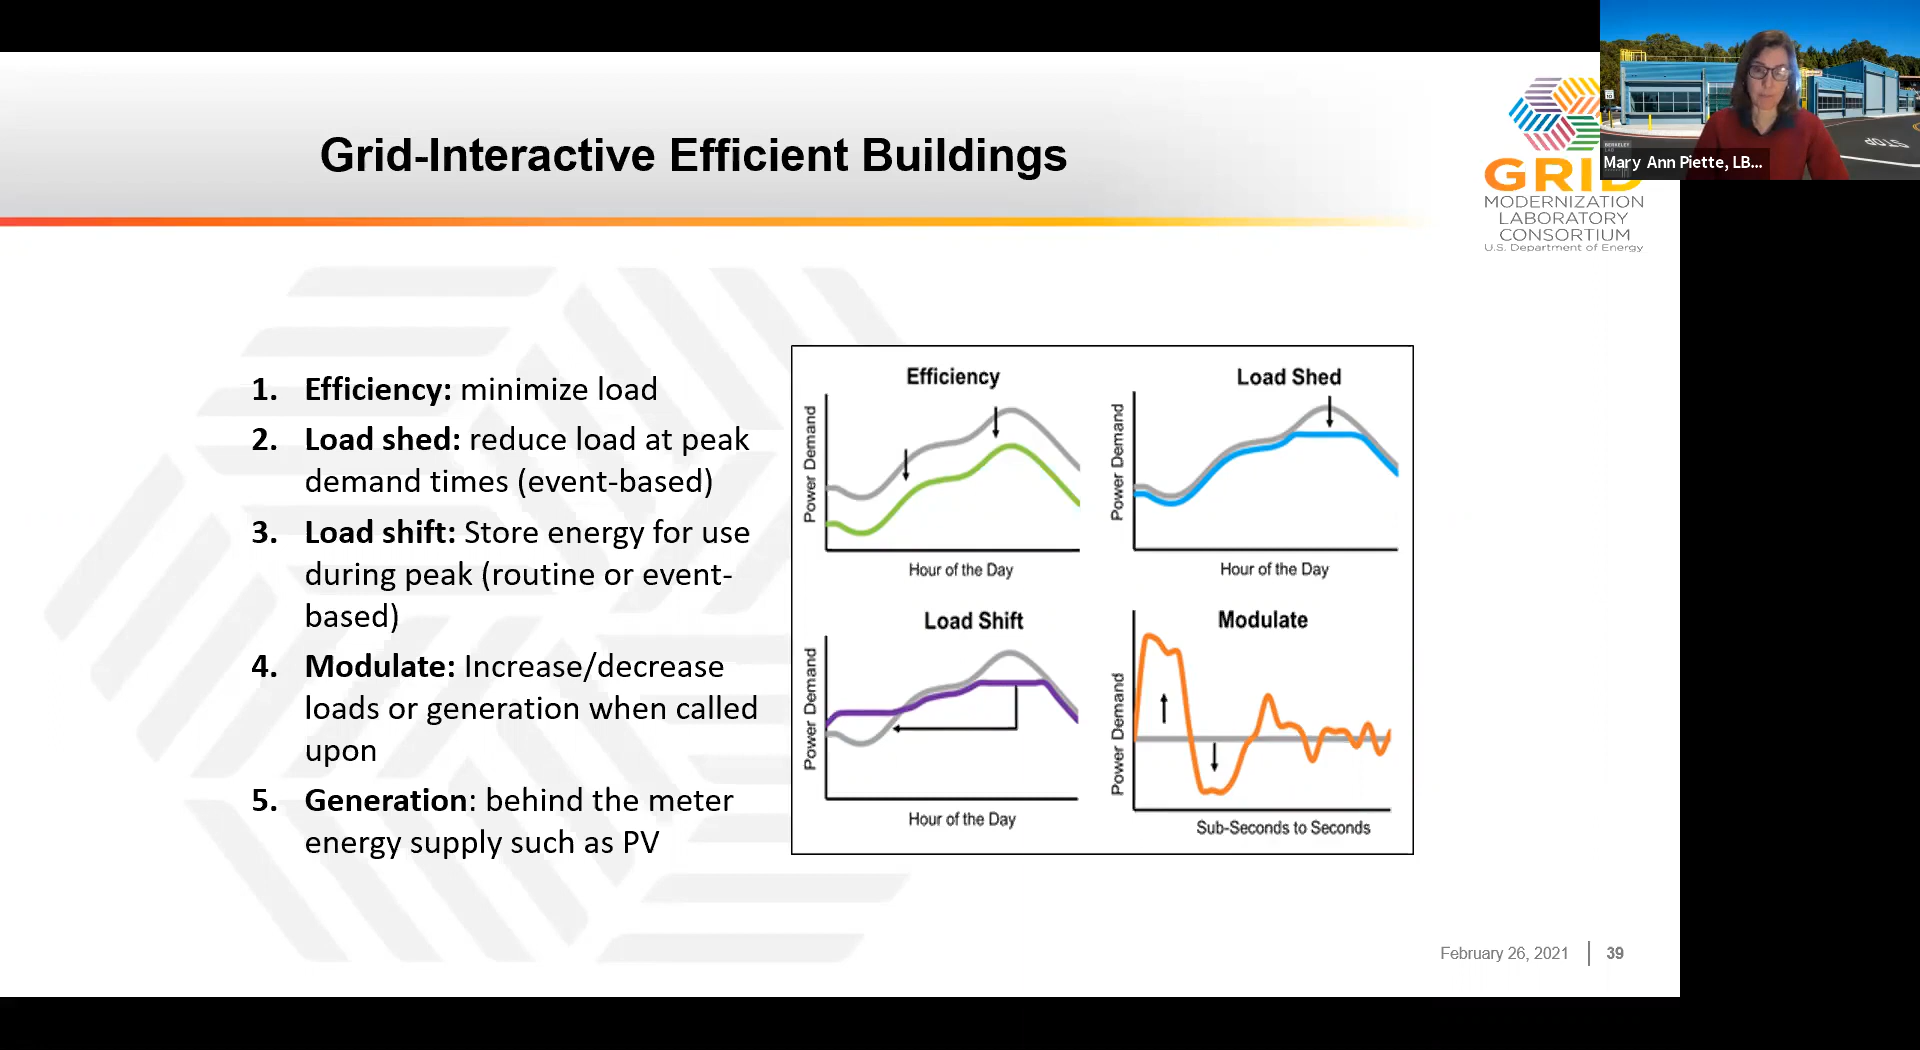 Grid-Interactive Efficient Buildings
GRID
MODERNIZATION
LABORATORY
CONSORTIUM
U.S. Department of Energy
Mary Ann Piette, LB...
STOP
1. Efficiency: minimize load
2. Load shed: reduce load at peak
demand times (event-based)
3. Load shift: Store energy for use
during peak (routine or event-
based)
4. Modulate: Increase/decrease
loads or generation when called
upon
5. Generation: behind the meter
energy supply such as PV
Efficiency
Power Demand
Hour of the Day
Load Shed
Power Demand
Hour of the Day
Load Shift
Power Demand
Hour of the Day
Modulate
Power Demand
Sub-Seconds to Seconds
February 26, 2021 | 39